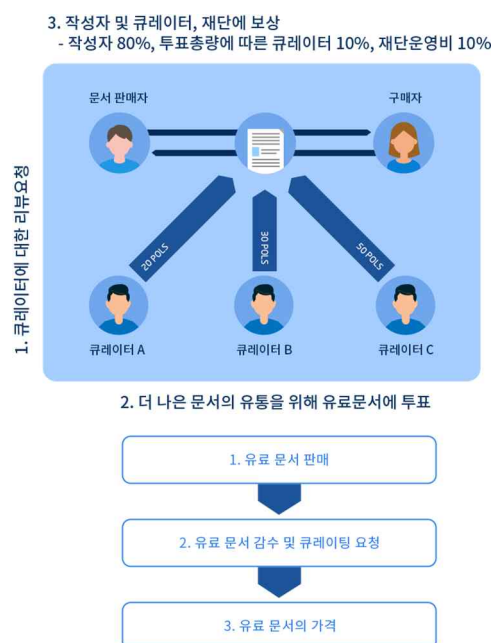 3. 작성자 및 큐레이터, 재단에 보상
- 작성자 80%, 투표총량에 따른 큐레이터 10%, 재단운영비 10%
1. 큐레이터에 대한 리뷰요청
문서 판매자
구매자
20 POLS
30 POLS
50 POLS
큐레이터 A
큐레이터 B
큐레이터 C
2. 더 나은 문서의 유통을 위해 유료문서에 투표
1. 유료 문서 판매
2. 유료 문서 감수 및 큐레이팅 요청
3. 유료 문서의 가격